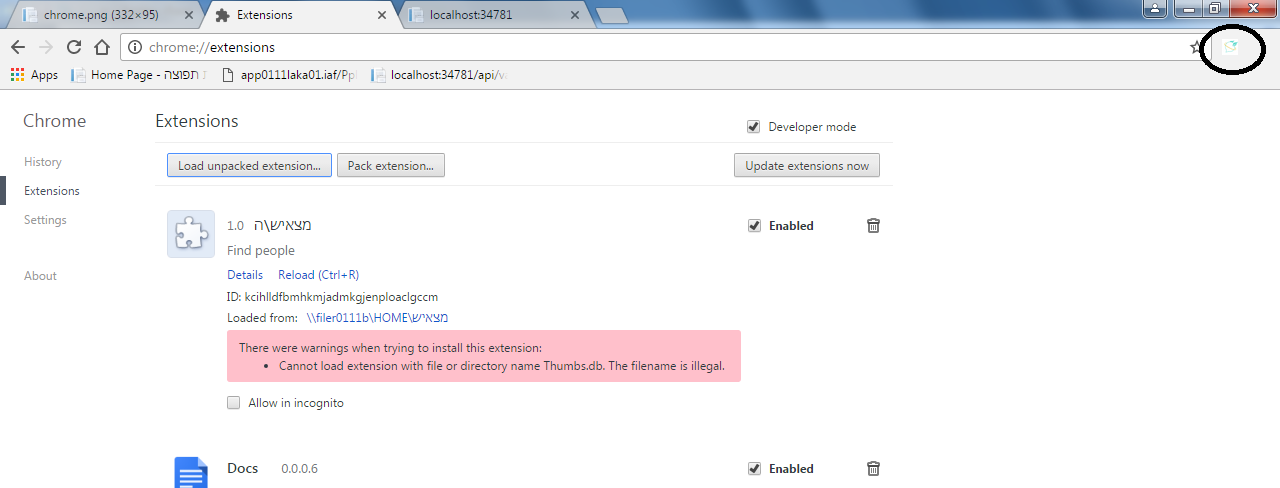 chrome.png (332×95)
Extensions
localhost:34781
chrome://extensions
Apps
Home Page - תפוצה
app0111laka01.iaf/Pp
localhost:34781/api/v
Chrome
Extensions
Developer mode
History
Load unpacked extension...
Pack extension...
Update extensions now
Extensions
Settings
1.0 מצאיש\ה
Enabled
Find people
Details
Reload (Ctrl+R)
About
ID: kcihlldfbmhkmjadmkgjenploaclgccm
Loaded from: \\filer0111b\HOME\מצאיש
There were warnings when trying to install this extension:
• Cannot load extension with file or directory name Thumbs.db. The filename is illegal.
Allow in incognito
Docs 0.0.0.6
Enabled